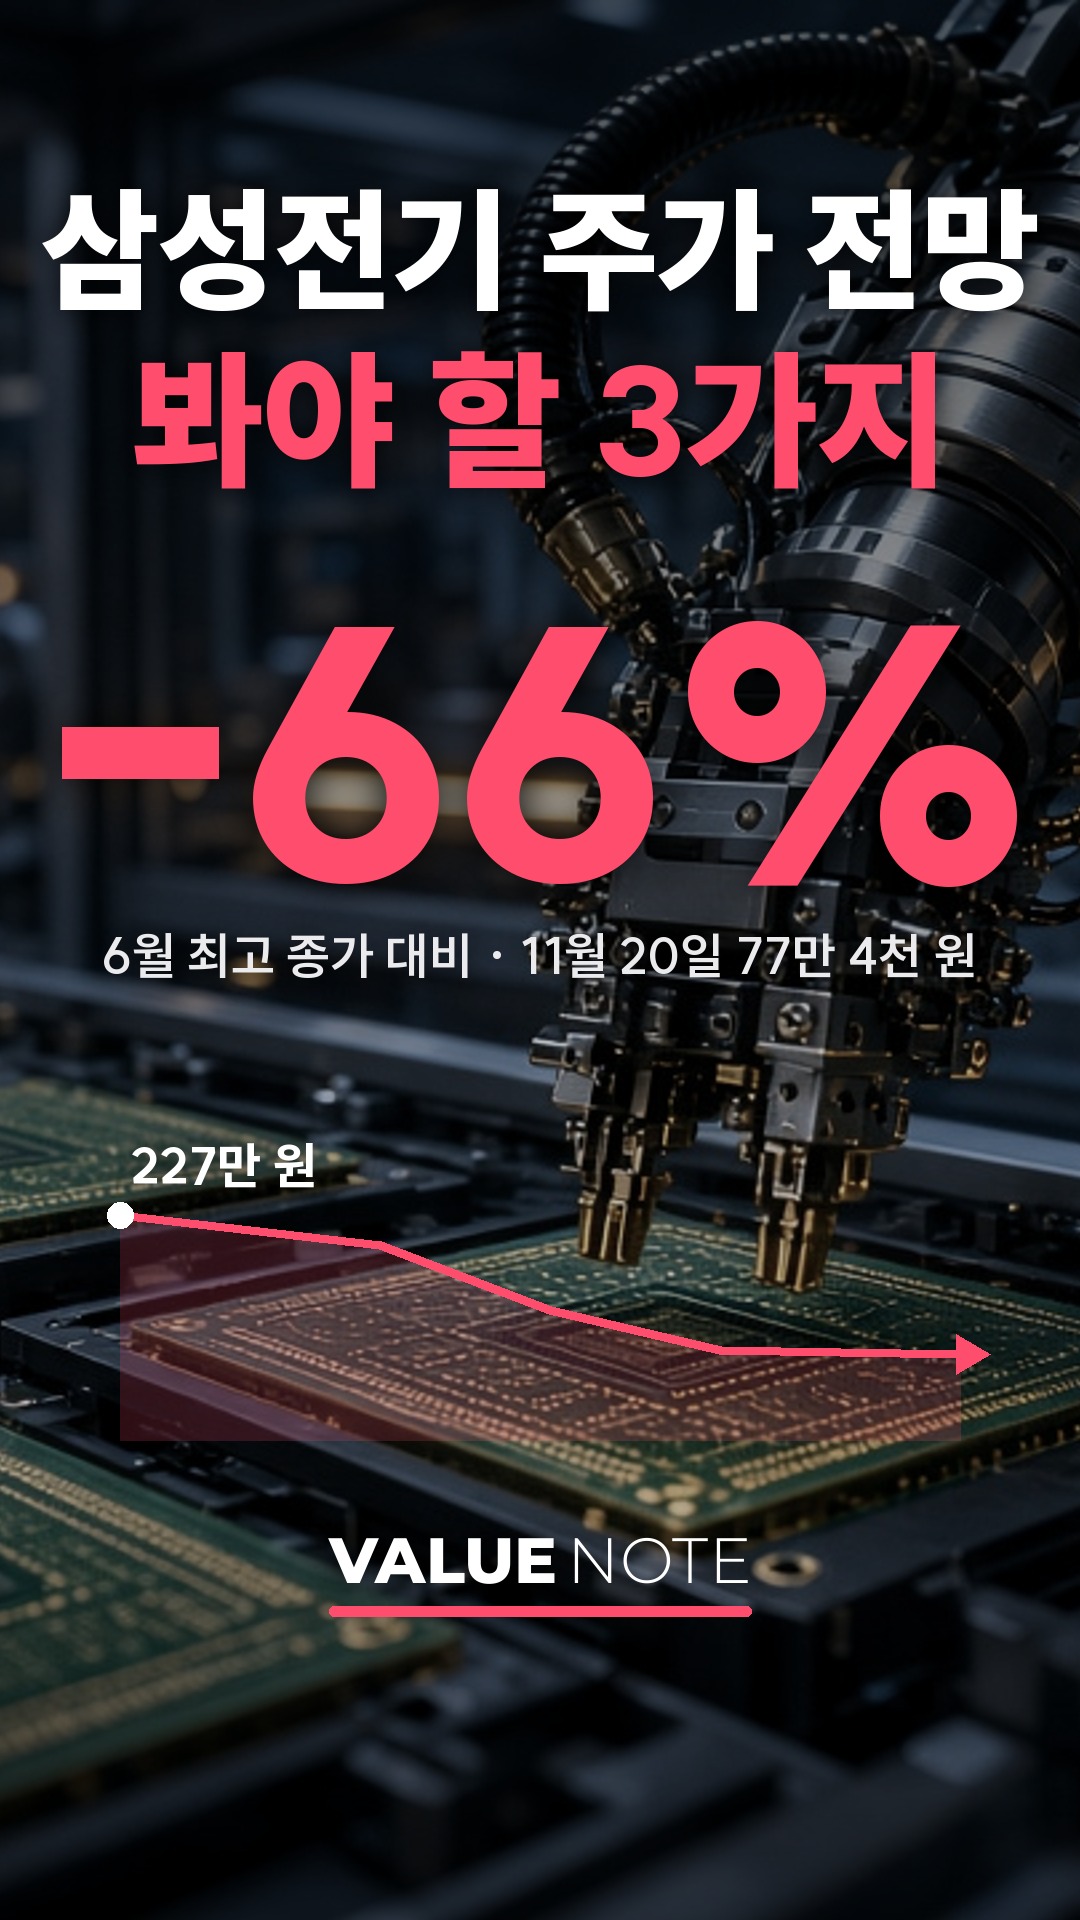 삼성전기 주가 전망
봐야 할 3가지
-66%
6월 최고 종가 대비 · 11월 20일 77만 4천 원
227만 원
VALUE NOTE